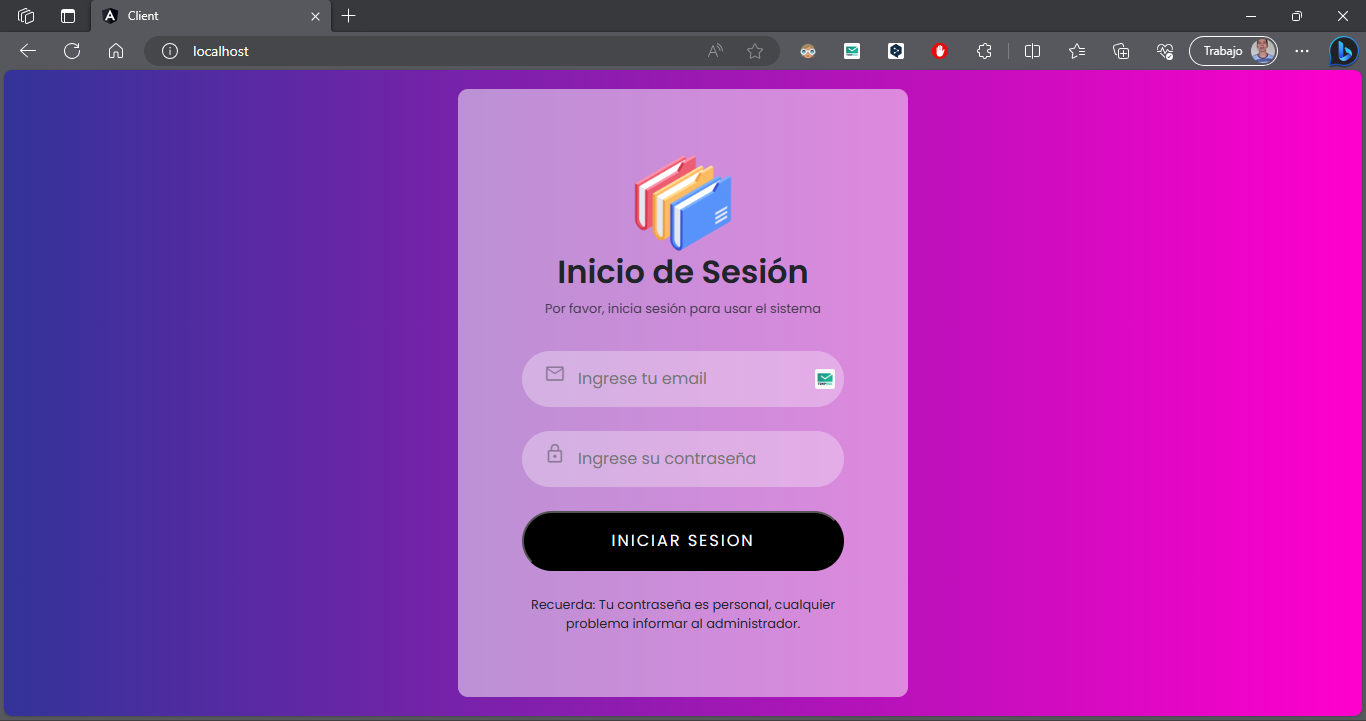 Client
localhost
Trabajo
Inicio de Sesión
Por favor, inicia sesión para usar el sistema
Ingrese tu email
Ingrese su contraseña
INICIAR SESION
Recuerda: Tu contraseña es personal, cualquier
problema informar al administrador.